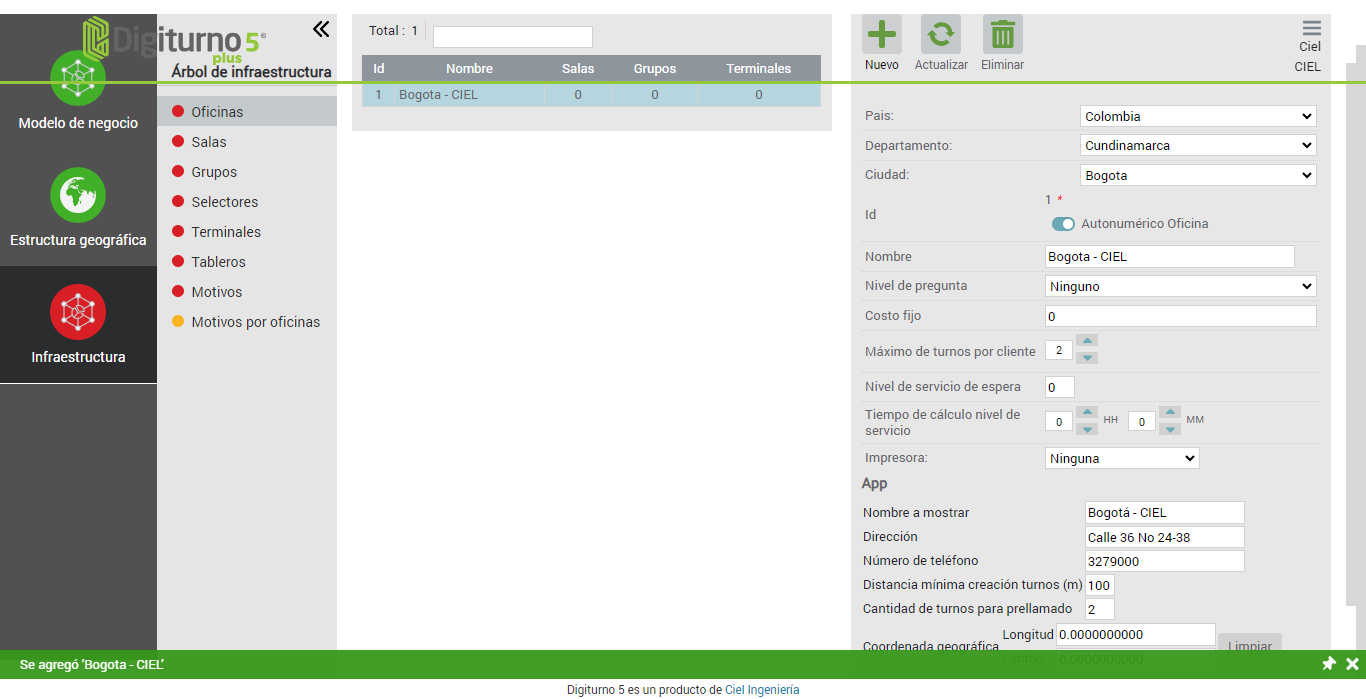 Digiturno 5®
plus
Árbol de infraestructura
Modelo de negocio
Estructura geográfica
Infraestructura
Oficinas
Salas
Grupos
Selectores
Terminales
Tableros
Motivos
Motivos por oficinas
Total : 1
Id Nombre Salas Grupos Terminales
1 Bogota - CIEL 0 0 0
Nuevo Actualizar Eliminar
Ciel
CIEL
Pais: Colombia
Departamento: Cundinamarca
Ciudad: Bogota
1 *
Id
Autonumérico Oficina
Nombre Bogota - CIEL
Nivel de pregunta Ninguno
Costo fijo 0
Máximo de turnos por cliente 2
Nivel de servicio de espera 0
Tiempo de cálculo nivel de
servicio 0 HH 0 MM
Impresora: Ninguna
App
Nombre a mostrar Bogotá - CIEL
Dirección Calle 36 No 24-38
Número de teléfono 3279000
Distancia mínima creación turnos (m) 100
Cantidad de turnos para prellamado 2
Longitud 0.0000000000
Coordenada geográfica Limpiar
Latitud 0.0000000000
Se agregó 'Bogota - CIEL'
Digiturno 5 es un producto de Ciel Ingeniería